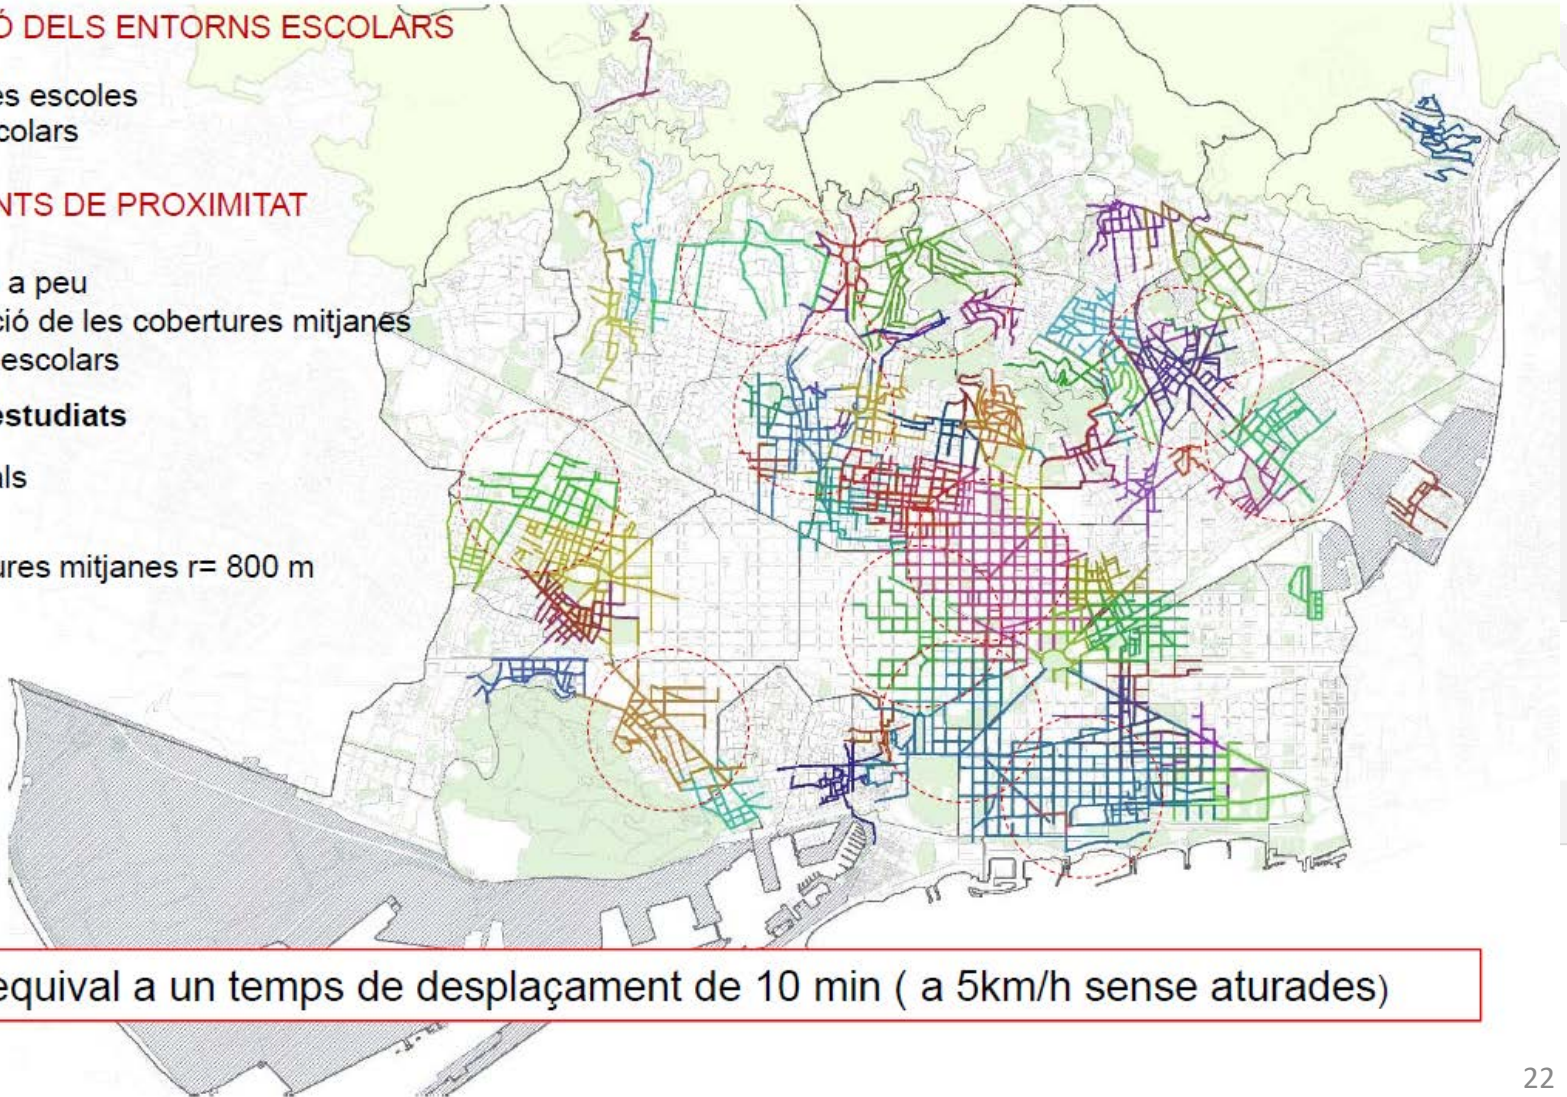 Ó DELS ENTORNS ESCOLARS
es escoles
colars
NTS DE PROXIMITAT
a peu
ció de les cobertures mitjanes
escolars
estudiats
als
ures mitjanes r= 800 m
equival a un temps de desplaçament de 10 min ( a 5km/h sense aturades)
22